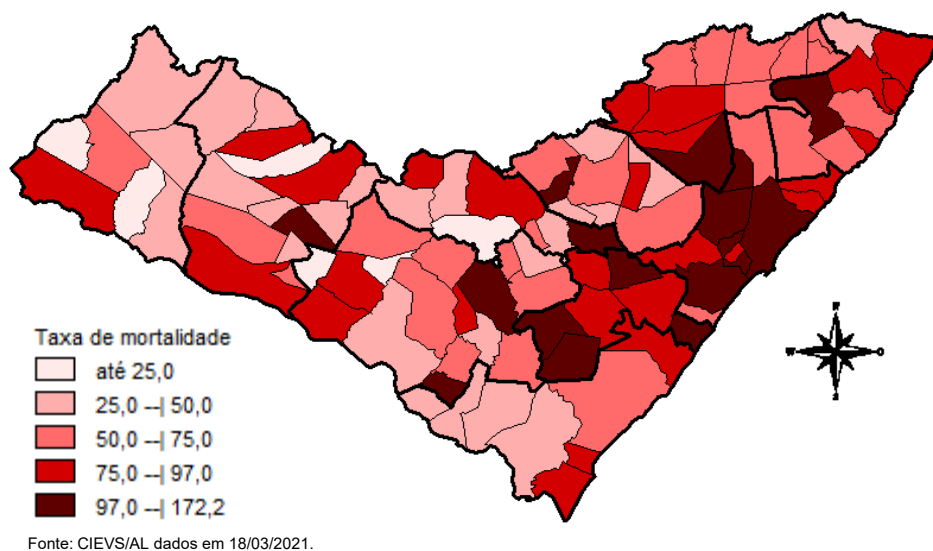 Taxa de mortalidade
até 25,0
25,0 --| 50,0
50,0 --| 75,0
75,0 --| 97,0
97,0 --| 172,2
Fonte: CIEVS/AL dados em 18/03/2021.